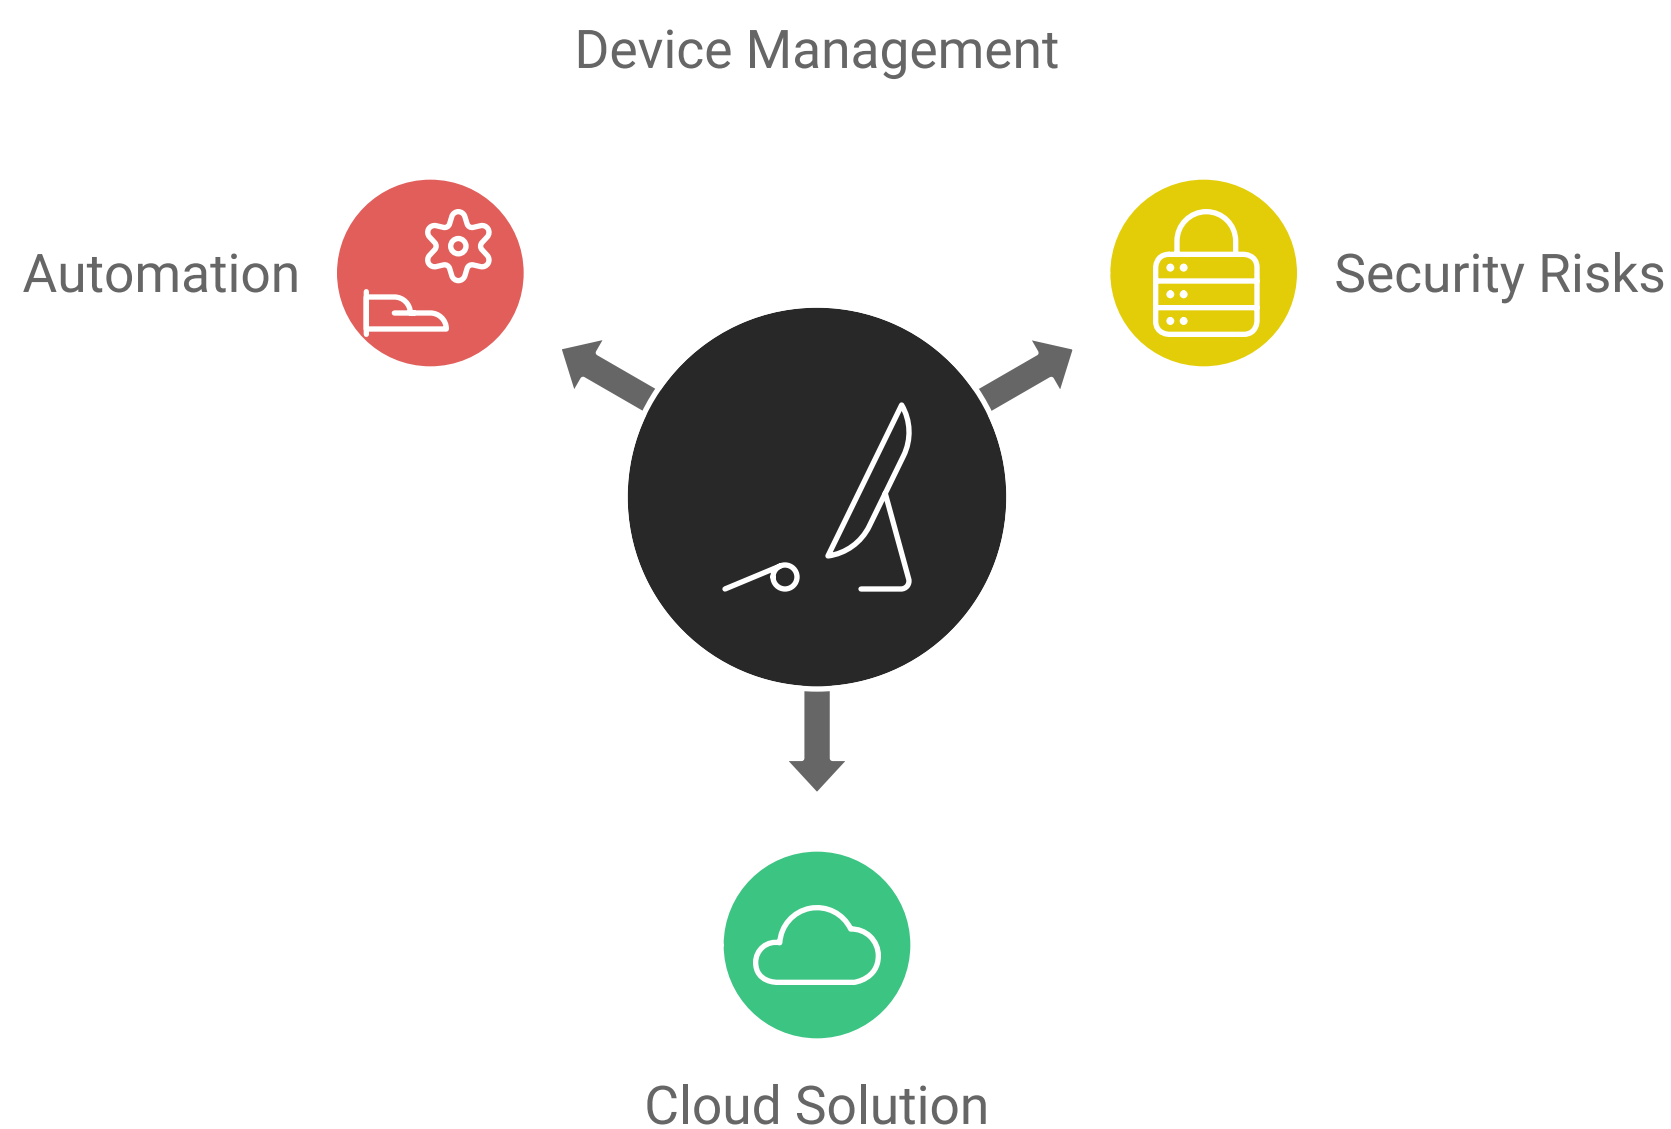 Device Management
Automation
Security Risks
Cloud Solution